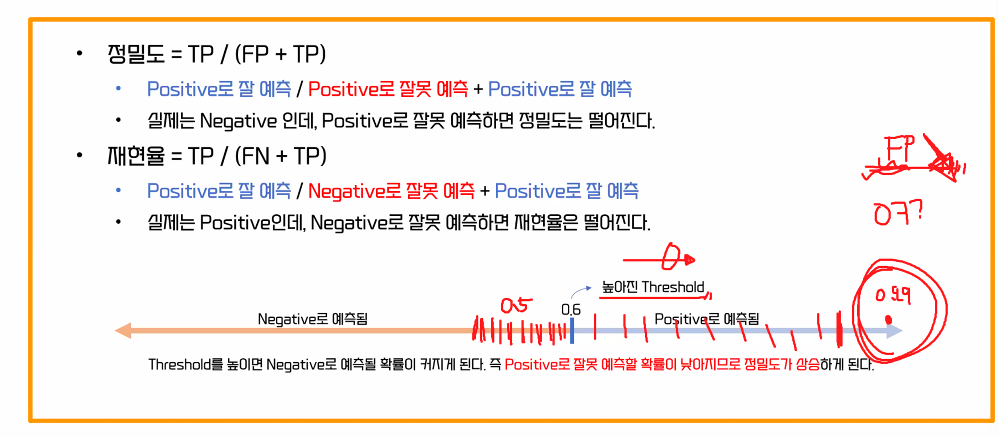 • 정밀도 = TP / (FP + TP)
• Positive로 잘 예측 / Positive로 잘못 예측 + Positive로 잘 예측
• 실제는 Negative 인데, Positive로 잘못 예측하면 정밀도는 떨어진다.
• 재현율 = TP / (FN + TP)
• Positive로 잘 예측 / Negative로 잘못 예측 + Positive로 잘 예측
• 실제는 Positive인데, Negative로 잘못 예측하면 재현율은 떨어진다.
FP
07?
높아진 Threshold
0.99
0.5
0.6
Negative로 예측됨
Positive로 예측됨
Threshold를 높이면 Negative로 예측될 확률이 커지게 된다. 즉 Positive로 잘못 예측할 확률이 낮아지므로 정밀도가 상승하게 된다.